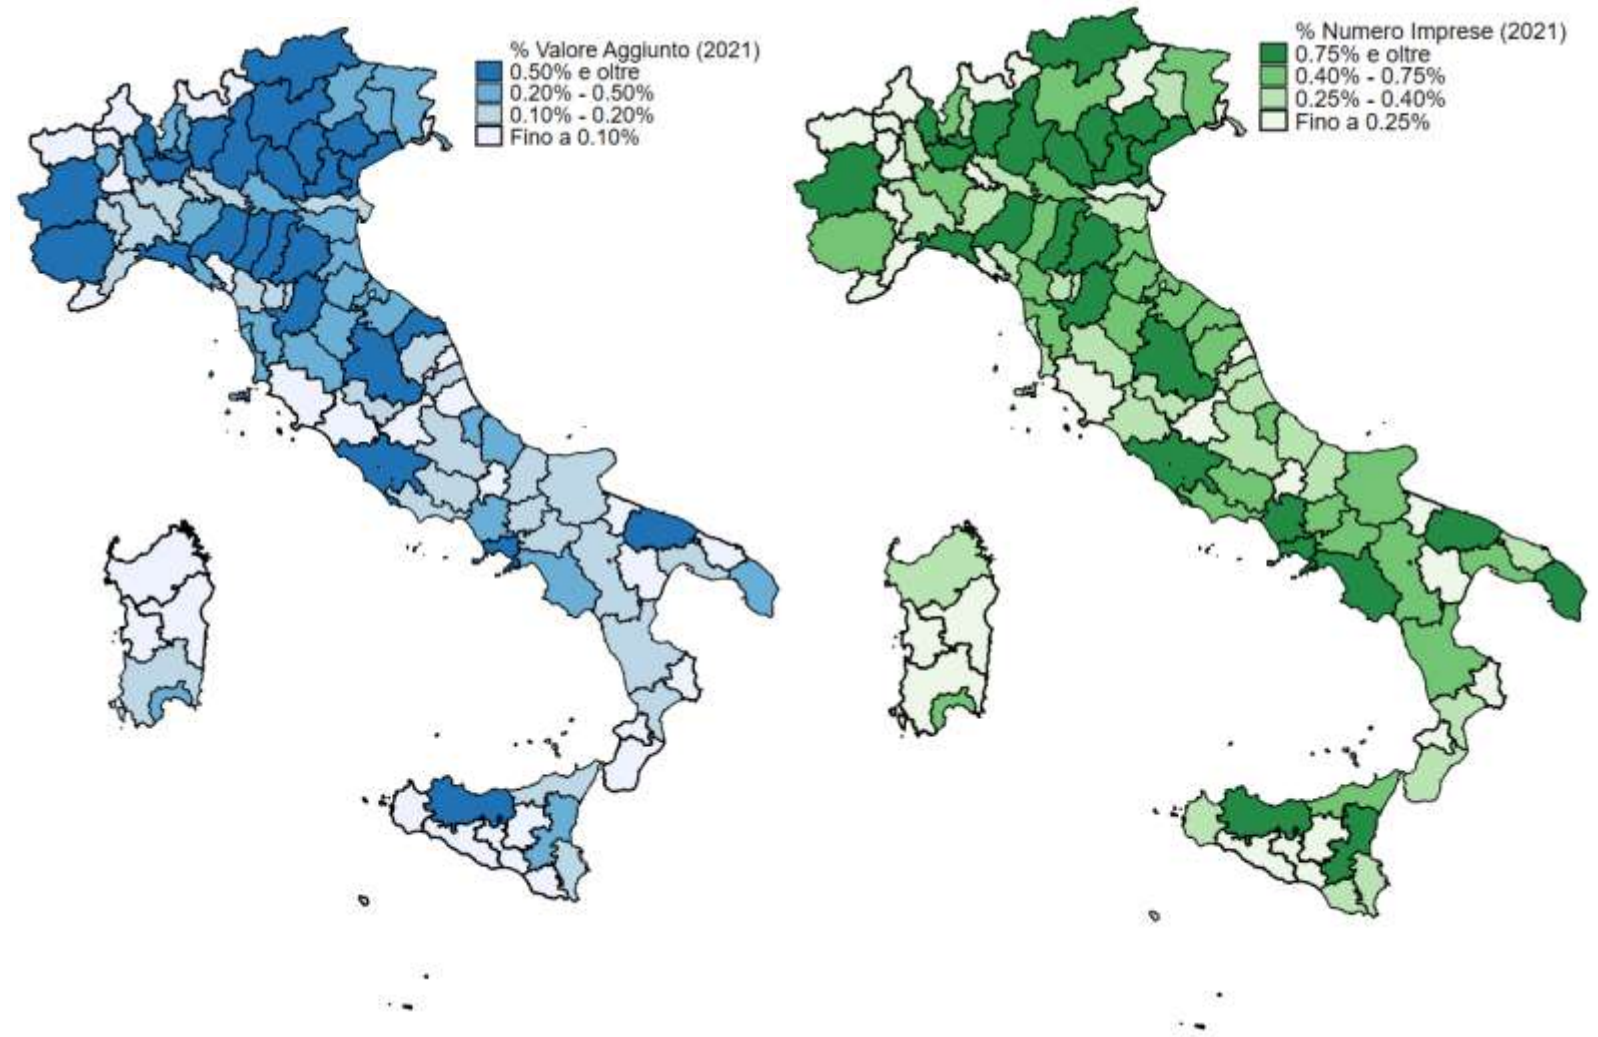 % Valore Aggiunto (2021)
0.50% e oltre
0.20% - 0.50%
0.10% - 0.20%
Fino a 0.10%
% Numero Imprese (2021)
0.75% e oltre
0.40% - 0.75%
0.25% - 0.40%
Fino a 0.25%